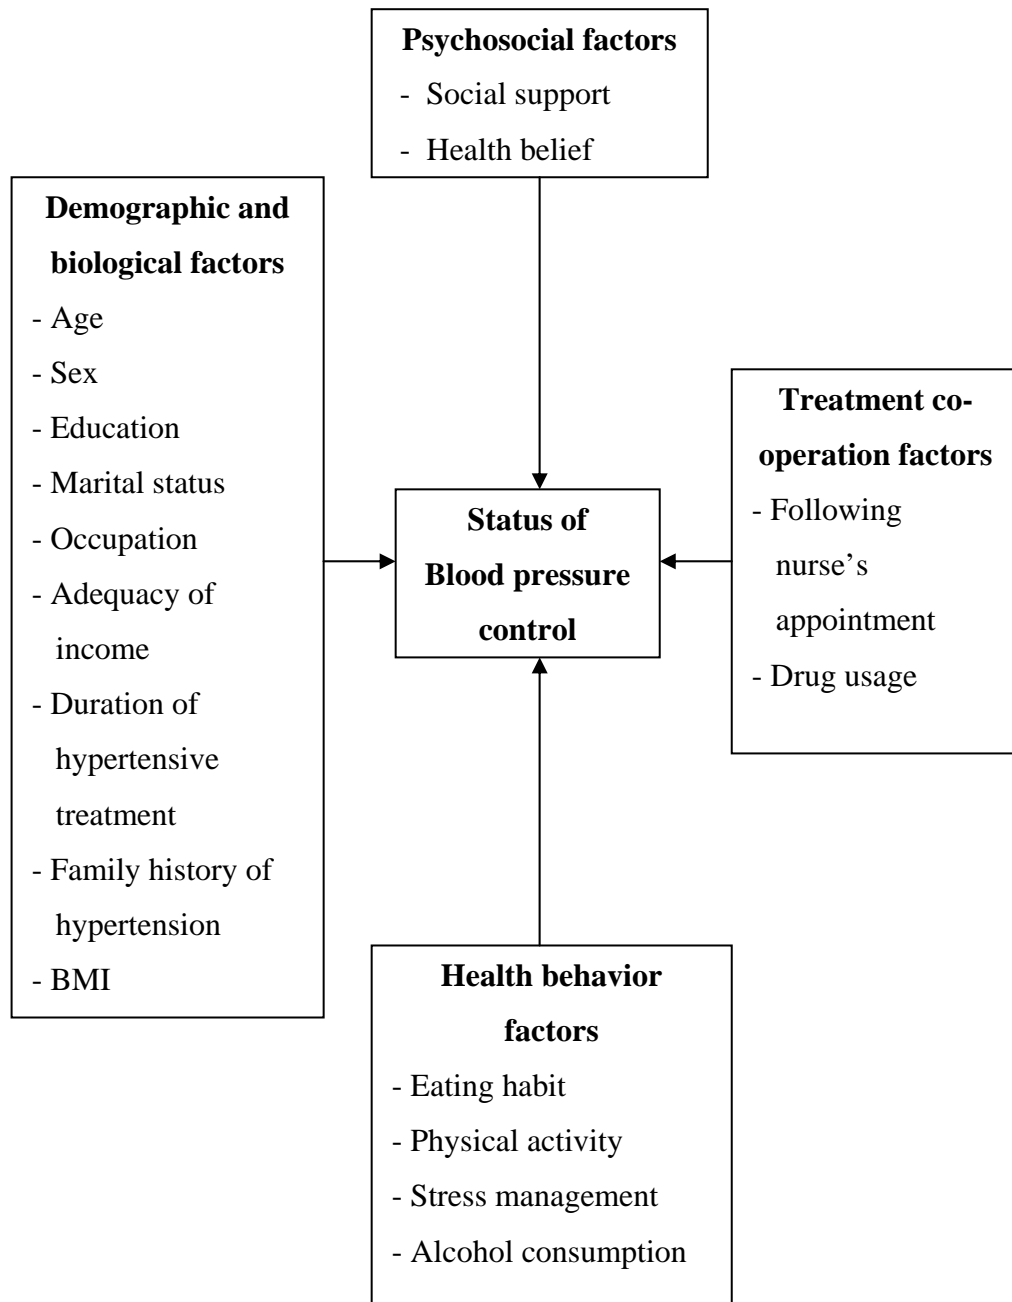 Psychosocial factors
- Social support
- Health belief
Demographic and
biological factors
- Age
- Sex
- Education
- Marital status
- Occupation
- Adequacy of
income
- Duration of
hypertensive
treatment
- Family history of
hypertension
- BMI
Status of
Blood pressure
control
Treatment co-
operation factors
- Following
nurse’s
appointment
- Drug usage
Health behavior
factors
- Eating habit
- Physical activity
- Stress management
- Alcohol consumption